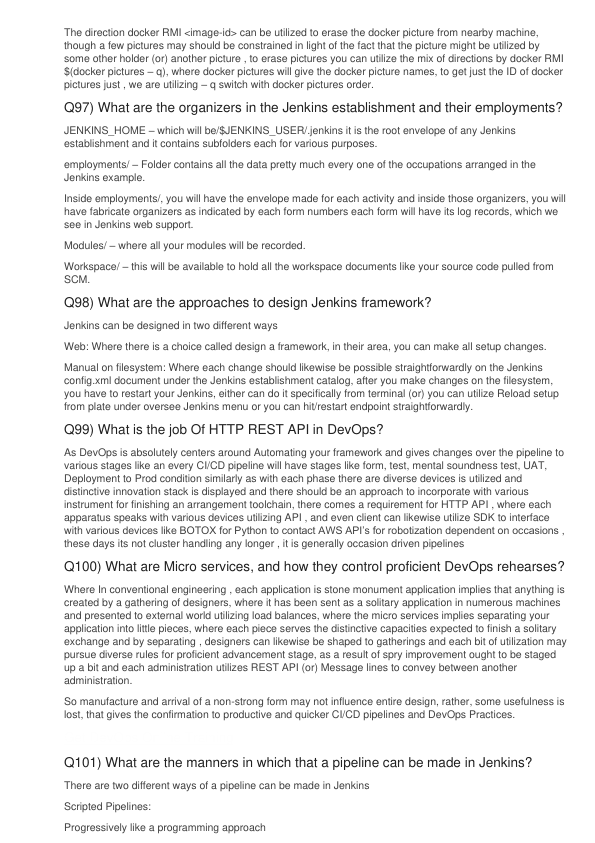 The direction docker RMI <image-id> can be utilized to erase the docker picture from nearby machine,
though a few pictures may should be constrained in light of the fact that the picture might be utilized by
some other holder (or) another picture , to erase pictures you can utilize the mix of directions by docker RMI
$(docker pictures – q), where docker pictures will give the docker picture names, to get just the ID of docker
pictures just , we are utilizing – q switch with docker pictures order.
Q97) What are the organizers in the Jenkins establishment and their employments?
JENKINS_HOME – which will be/$JENKINS_USER/.jenkins it is the root envelope of any Jenkins
establishment and it contains subfolders each for various purposes.
employments/ – Folder contains all the data pretty much every one of the occupations arranged in the
Jenkins example.
Inside employments/, you will have the envelope made for each activity and inside those organizers, you will
have fabricate organizers as indicated by each form numbers each form will have its log records, which we
see in Jenkins web support.
Modules/ – where all your modules will be recorded.
Workspace/ – this will be available to hold all the workspace documents like your source code pulled from
SCM.
Q98) What are the approaches to design Jenkins framework?
Jenkins can be designed in two different ways
Web: Where there is a choice called design a framework, in their area, you can make all setup changes.
Manual on filesystem: Where each change should likewise be possible straightforwardly on the Jenkins
config.xml document under the Jenkins establishment catalog, after you make changes on the filesystem,
you have to restart your Jenkins, either can do it specifically from terminal (or) you can utilize Reload setup
from plate under oversee Jenkins menu or you can hit/restart endpoint straightforwardly.
Q99) What is the job Of HTTP REST API in DevOps?
As DevOps is absolutely centers around Automating your framework and gives changes over the pipeline to
various stages like an every CI/CD pipeline will have stages like form, test, mental soundness test, UAT,
Deployment to Prod condition similarly as with each phase there are diverse devices is utilized and
distinctive innovation stack is displayed and there should be an approach to incorporate with various
instrument for finishing an arrangement toolchain, there comes a requirement for HTTP API , where each
apparatus speaks with various devices utilizing API , and even client can likewise utilize SDK to interface
with various devices like BOTOX for Python to contact AWS API's for robotization dependent on occasions ,
these days its not cluster handling any longer , it is generally occasion driven pipelines
Q100) What are Micro services, and how they control proficient DevOps rehearses?
Where In conventional engineering , each application is stone monument application implies that anything is
created by a gathering of designers, where it has been sent as a solitary application in numerous machines
and presented to external world utilizing load balances, where the micro services implies separating your
application into little pieces, where each piece serves the distinctive capacities expected to finish a solitary
exchange and by separating , designers can likewise be shaped to gatherings and each bit of utilization may
pursue diverse rules for proficient advancement stage, as a result of spry improvement ought to be staged
up a bit and each administration utilizes REST API (or) Message lines to convey between another
administration.
So manufacture and arrival of a non-strong form may not influence entire design, rather, some usefulness is
lost, that gives the confirmation to productive and quicker CI/CD pipelines and DevOps Practices.
Q101) What are the manners in which that a pipeline can be made in Jenkins?
There are two different ways of a pipeline can be made in Jenkins
Scripted Pipelines:
Progressively like a programming approach